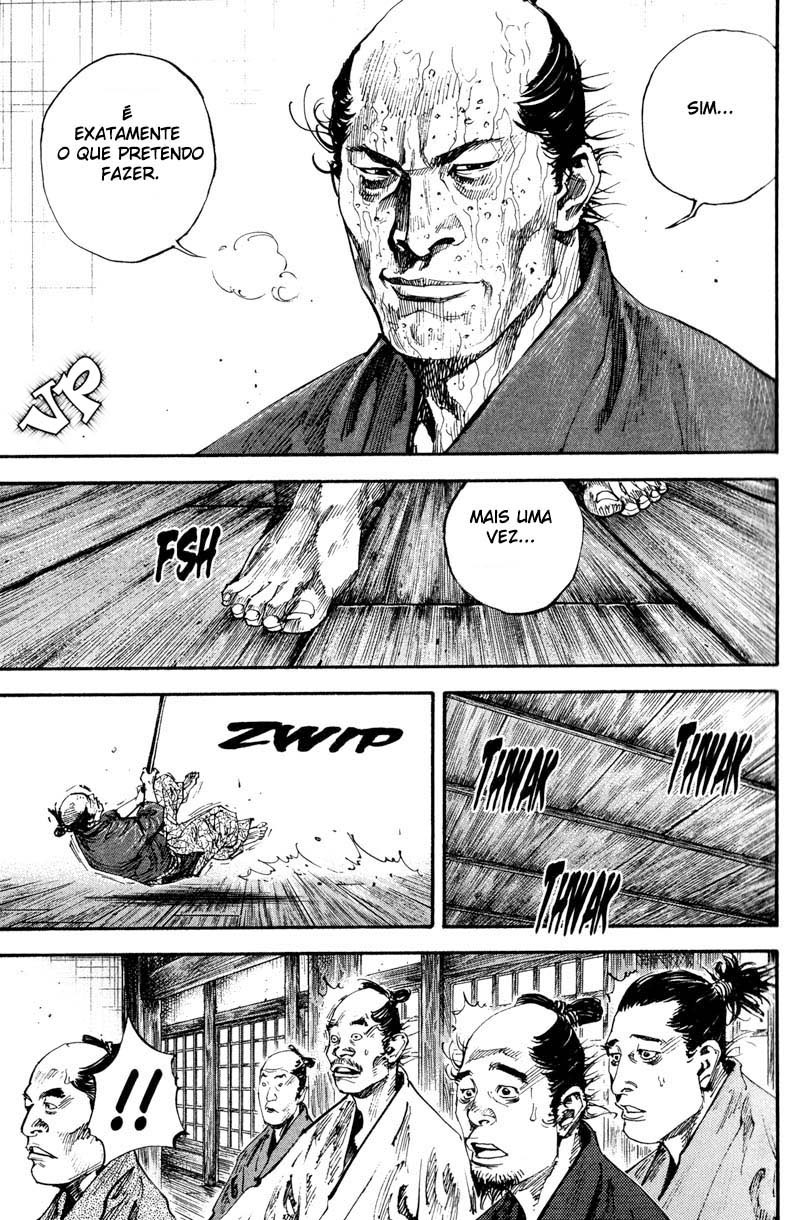 SIM...
É
EXATAMENTE
O QUE PRETENDO
FAZER.
VP
MAIS UMA
VEZ...
FSH
THWAK
THWAK
THWAK
ZWIP
!!